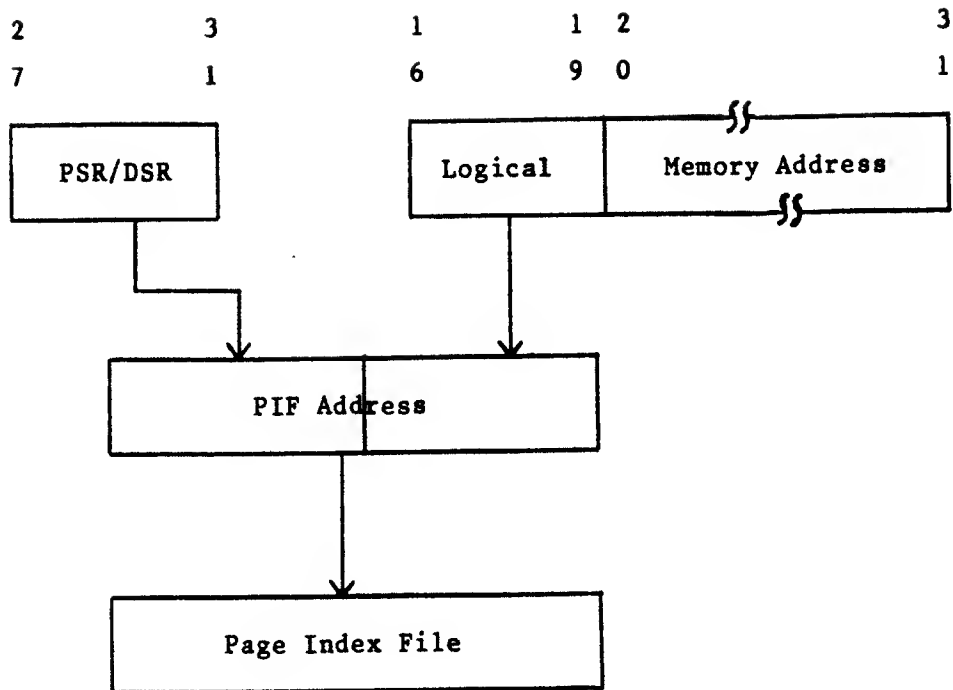 2 3 1 1 2 3
7 1 6 9 0 1
PSR/DSR Logical Memory Address
PIF Address
Page Index File